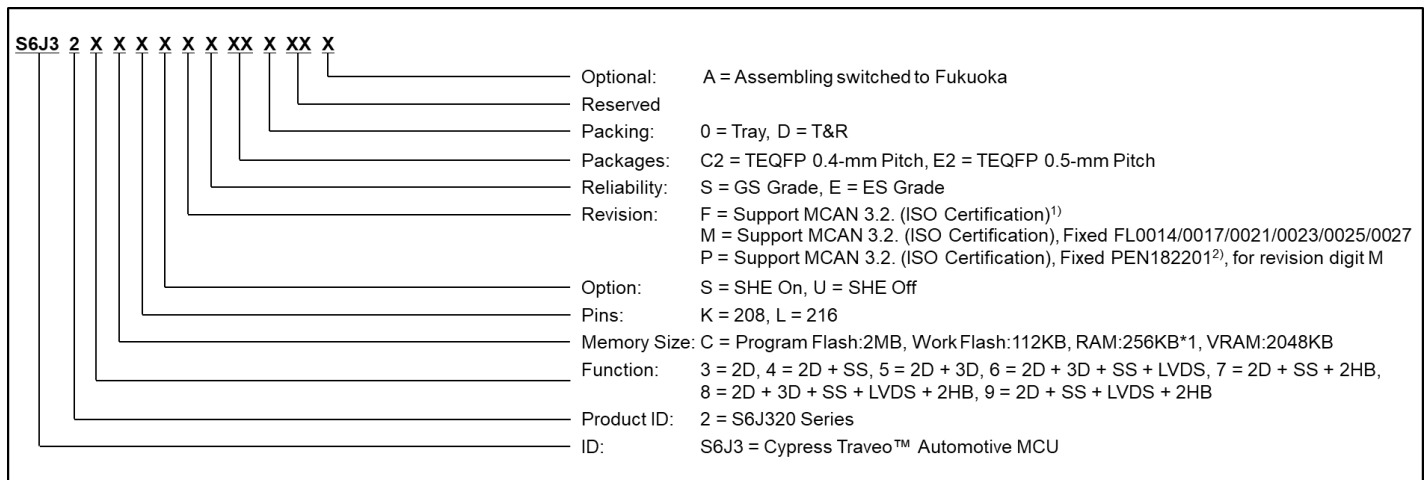 S6J3 2 X X X X X X XX X XX X
Optional: A = Assembling switched to Fukuoka
Reserved
Packing: 0 = Tray, D = T&R
Packages: C2 = TEQFP 0.4-mm Pitch, E2 = TEQFP 0.5-mm Pitch
Reliability: S = GS Grade, E = ES Grade
Revision: F = Support MCAN 3.2. (ISO Certification)1)
M = Support MCAN 3.2. (ISO Certification), Fixed FL0014/0017/0021/0023/0025/0027
P = Support MCAN 3.2. (ISO Certification), Fixed PEN1822012), for revision digit M
Option: S = SHE On, U = SHE Off
Pins: K = 208, L = 216
Memory Size: C = Program Flash:2MB, Work Flash:112KB, RAM:256KB*1, VRAM:2048KB
Function: 3 = 2D, 4 = 2D + SS, 5 = 2D + 3D, 6 = 2D + 3D + SS + LVDS, 7 = 2D + SS + 2HB,
8 = 2D + 3D + SS + LVDS + 2HB, 9 = 2D + SS + LVDS + 2HB
Product ID: 2 = S6J320 Series
ID: S6J3 = Cypress Traveo™ Automotive MCU